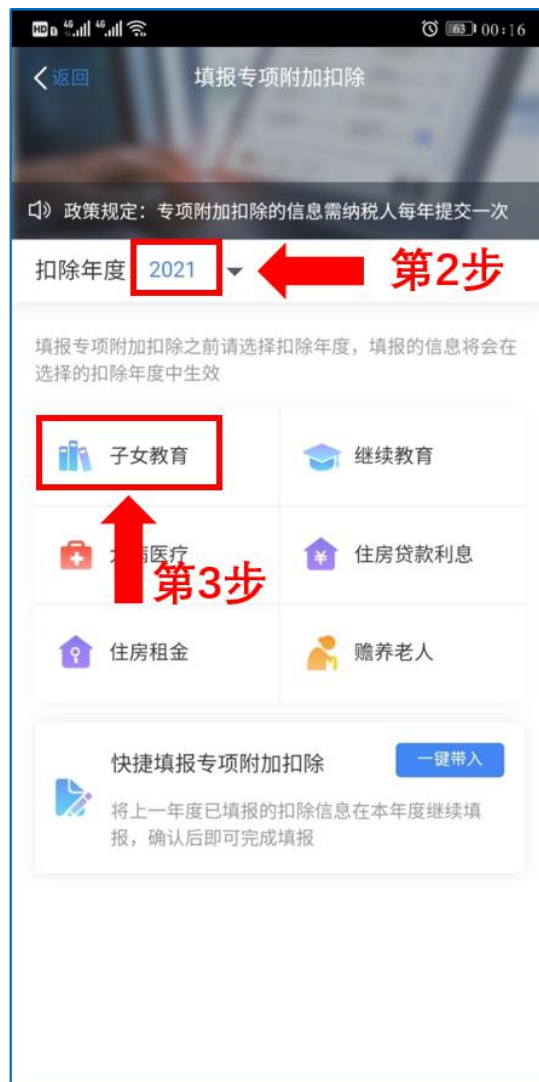 HD 4G 4G 63 00:16
返回 填报专项附加扣除
政策规定：专项附加扣除的信息需纳税人每年提交一次
扣除年度 2021 第2步
填报专项附加扣除之前请选择扣除年度，填报的信息将会在
选择的扣除年度中生效
子女教育 继续教育
病医疗 住房贷款利息
第3步
住房租金 赡养老人
快捷填报专项附加扣除 一键带入
将上一年度已填报的扣除信息在本年度继续填
报，确认后即可完成填报